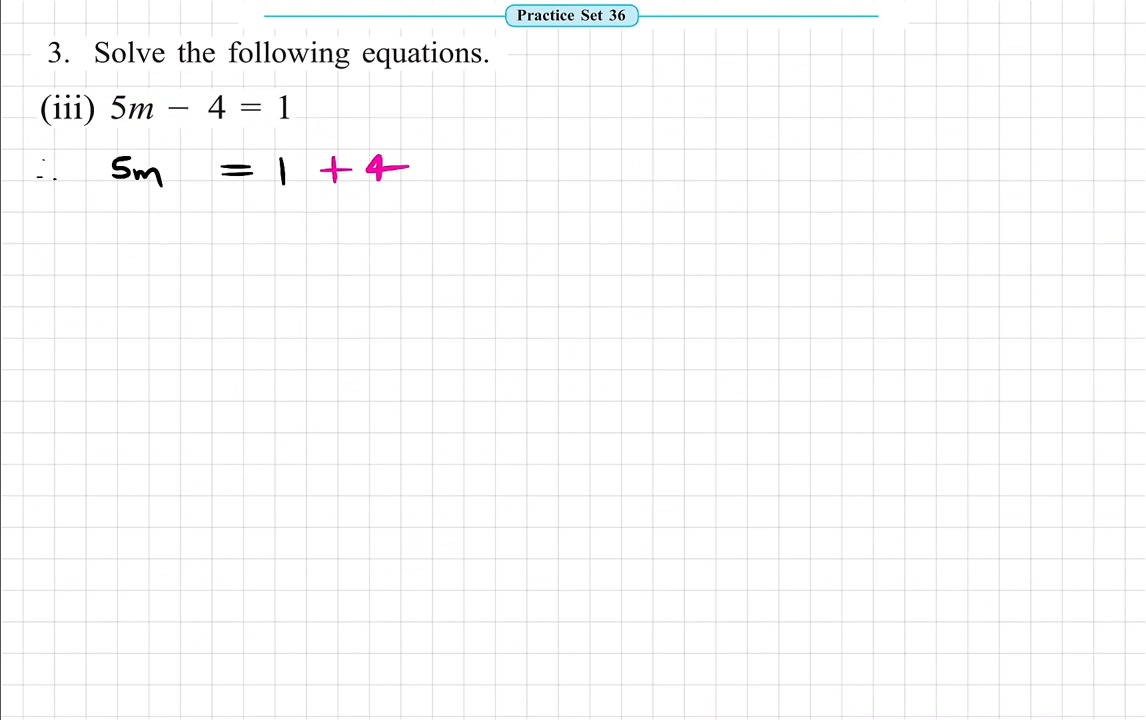 Practice Set 36
3. Solve the following equations.
(iii) 5m − 4 = 1
∴ 5m = 1 + 4